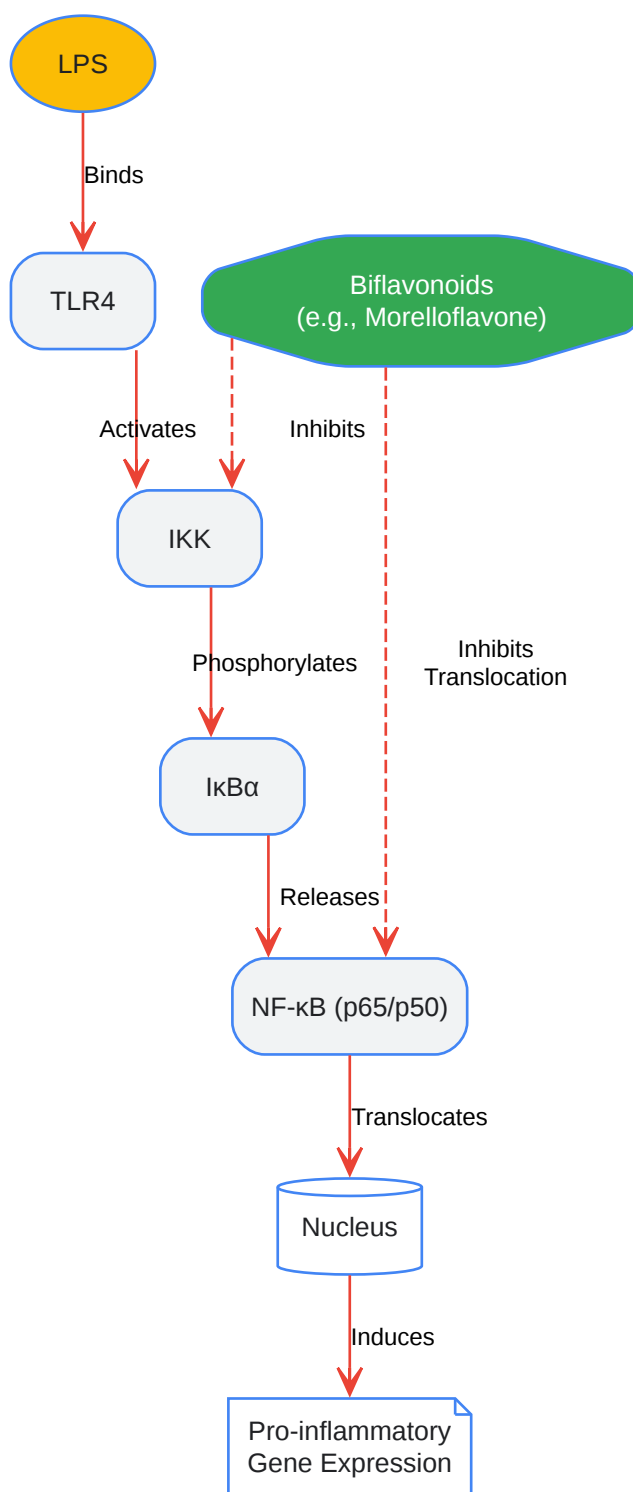 LPS
Binds
TLR4
Biflavonoids
(e.g., Morelloflavone)
Activates
Inhibits
IKK
Phosphorylates
Inhibits
Translocation
IκBα
Releases
NF-κB (p65/p50)
Translocates
Nucleus
Induces
Pro-inflammatory
Gene Expression